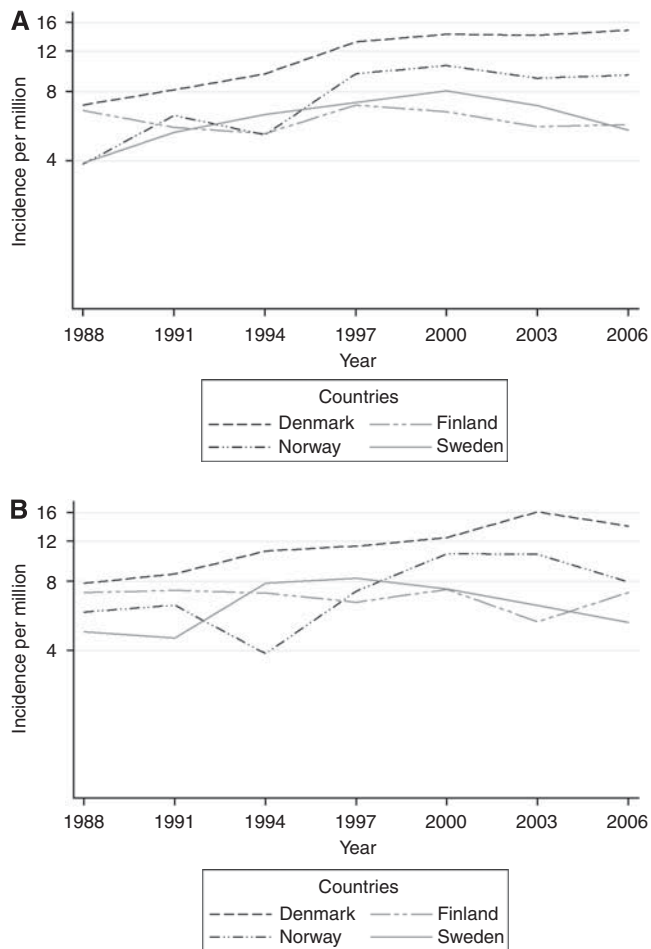 A
16
12
8
4
Incidence per million
1988 1991 1994 1997 2000 2003 2006
Year
Countries
Denmark Finland
Norway Sweden
B
16
12
8
4
Incidence per million
1988 1991 1994 1997 2000 2003 2006
Year
Countries
Denmark Finland
Norway Sweden